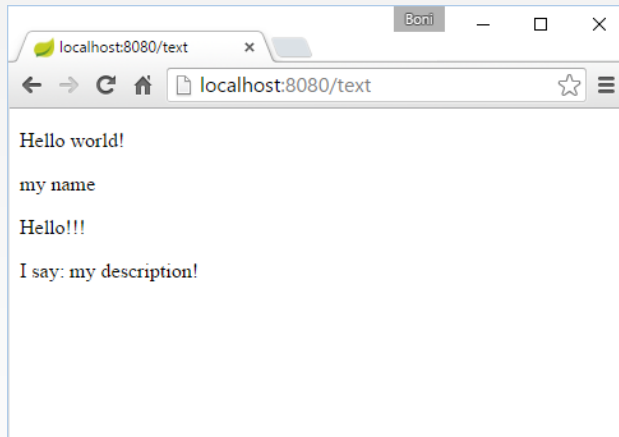 Boni
localhost:8080/text
localhost:8080/text
Hello world!
my name
Hello!!!
I say: my description!